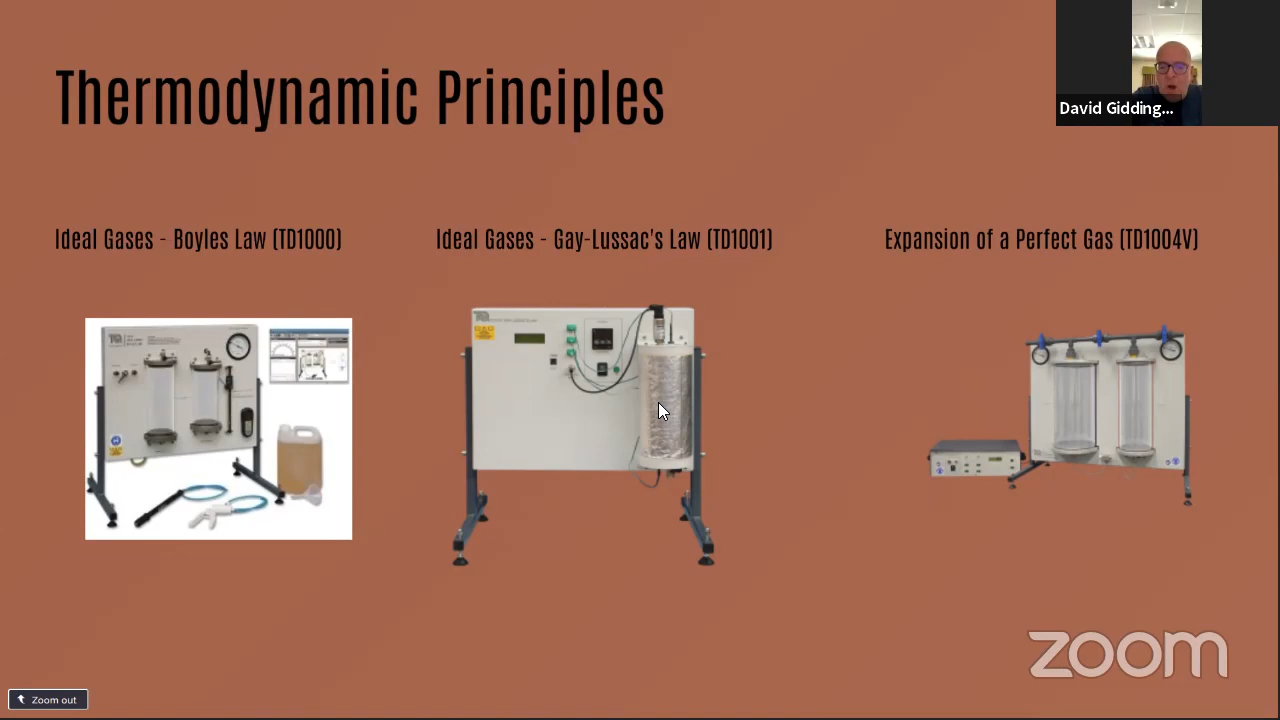 Thermodynamic Principles
David Gidding...
Ideal Gases - Boyles Law (TD1000)
Ideal Gases - Gay-Lussac's Law (TD1001)
Expansion of a Perfect Gas (TD1004V)
zoom
Zoom out